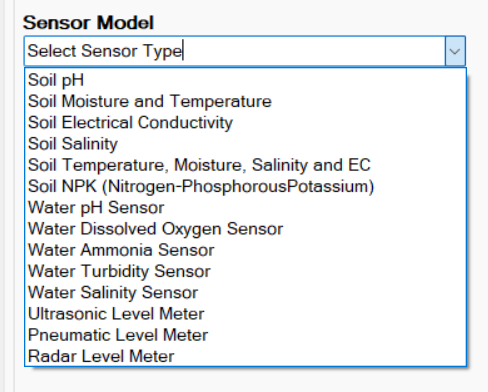 Sensor Model
Select Sensor Type
Soil pH
Soil Moisture and Temperature
Soil Electrical Conductivity
Soil Salinity
Soil Temperature, Moisture, Salinity and EC
Soil NPK (Nitrogen-PhosphorousPotassium)
Water pH Sensor
Water Dissolved Oxygen Sensor
Water Ammonia Sensor
Water Turbidity Sensor
Water Salinity Sensor
Ultrasonic Level Meter
Pneumatic Level Meter
Radar Level Meter